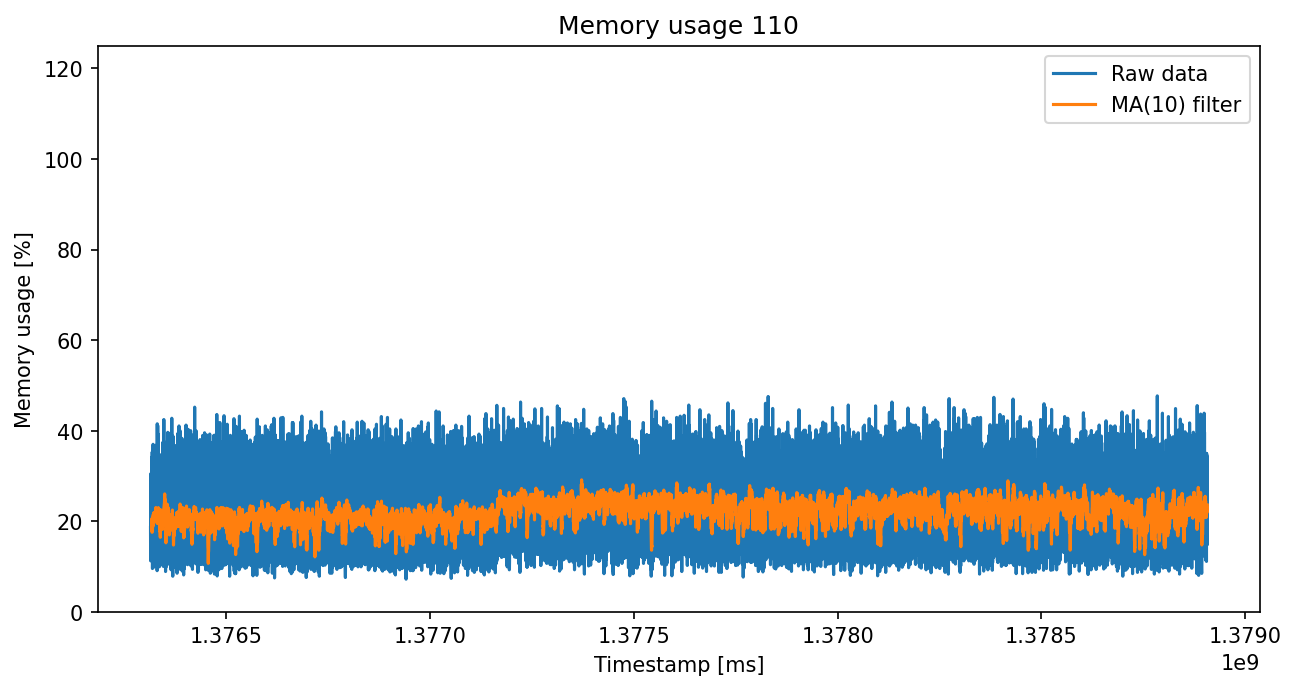 Memory usage 110
120
100
80
60
40
20
0
Memory usage [%]
Raw data
MA(10) filter
1.3765 1.3770 1.3775 1.3780 1.3785 1.3790
1e9
Timestamp [ms]